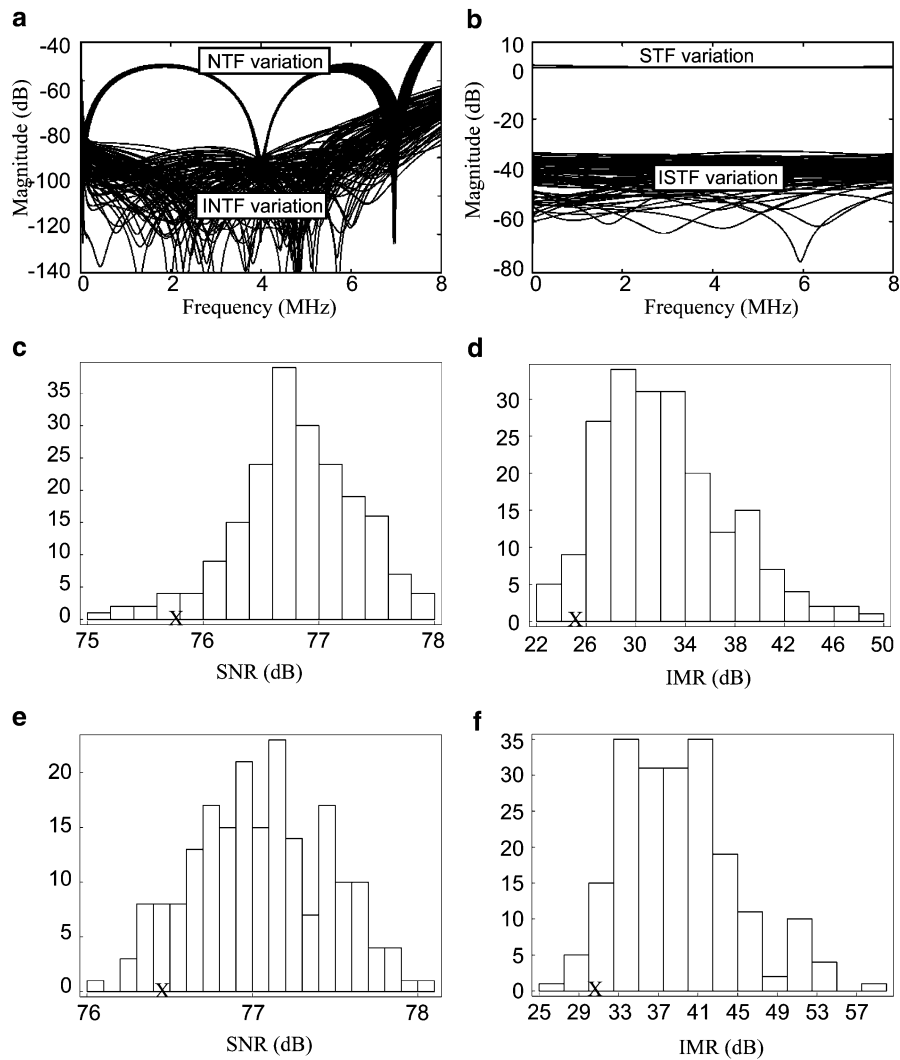 a
-40
-60
-80
-100
-120
-140
Magnitude (dB)
NTF variation
INTF variation
0 2 4 6 8
Frequency (MHz)
b
10
0
-20
-40
-60
-80
Magnitude (dB)
STF variation
ISTF variation
0 2 4 6 8
Frequency (MHz)
c
35
30
25
20
15
10
5
0
X
75 76 77 78
SNR (dB)
d
30
25
20
15
10
5
0
X
22 26 30 34 38 42 46 50
IMR (dB)
e
20
15
10
5
0
X
76 77 78
SNR (dB)
f
35
30
25
20
15
10
5
0
X
25 29 33 37 41 45 49 53 57
IMR (dB)